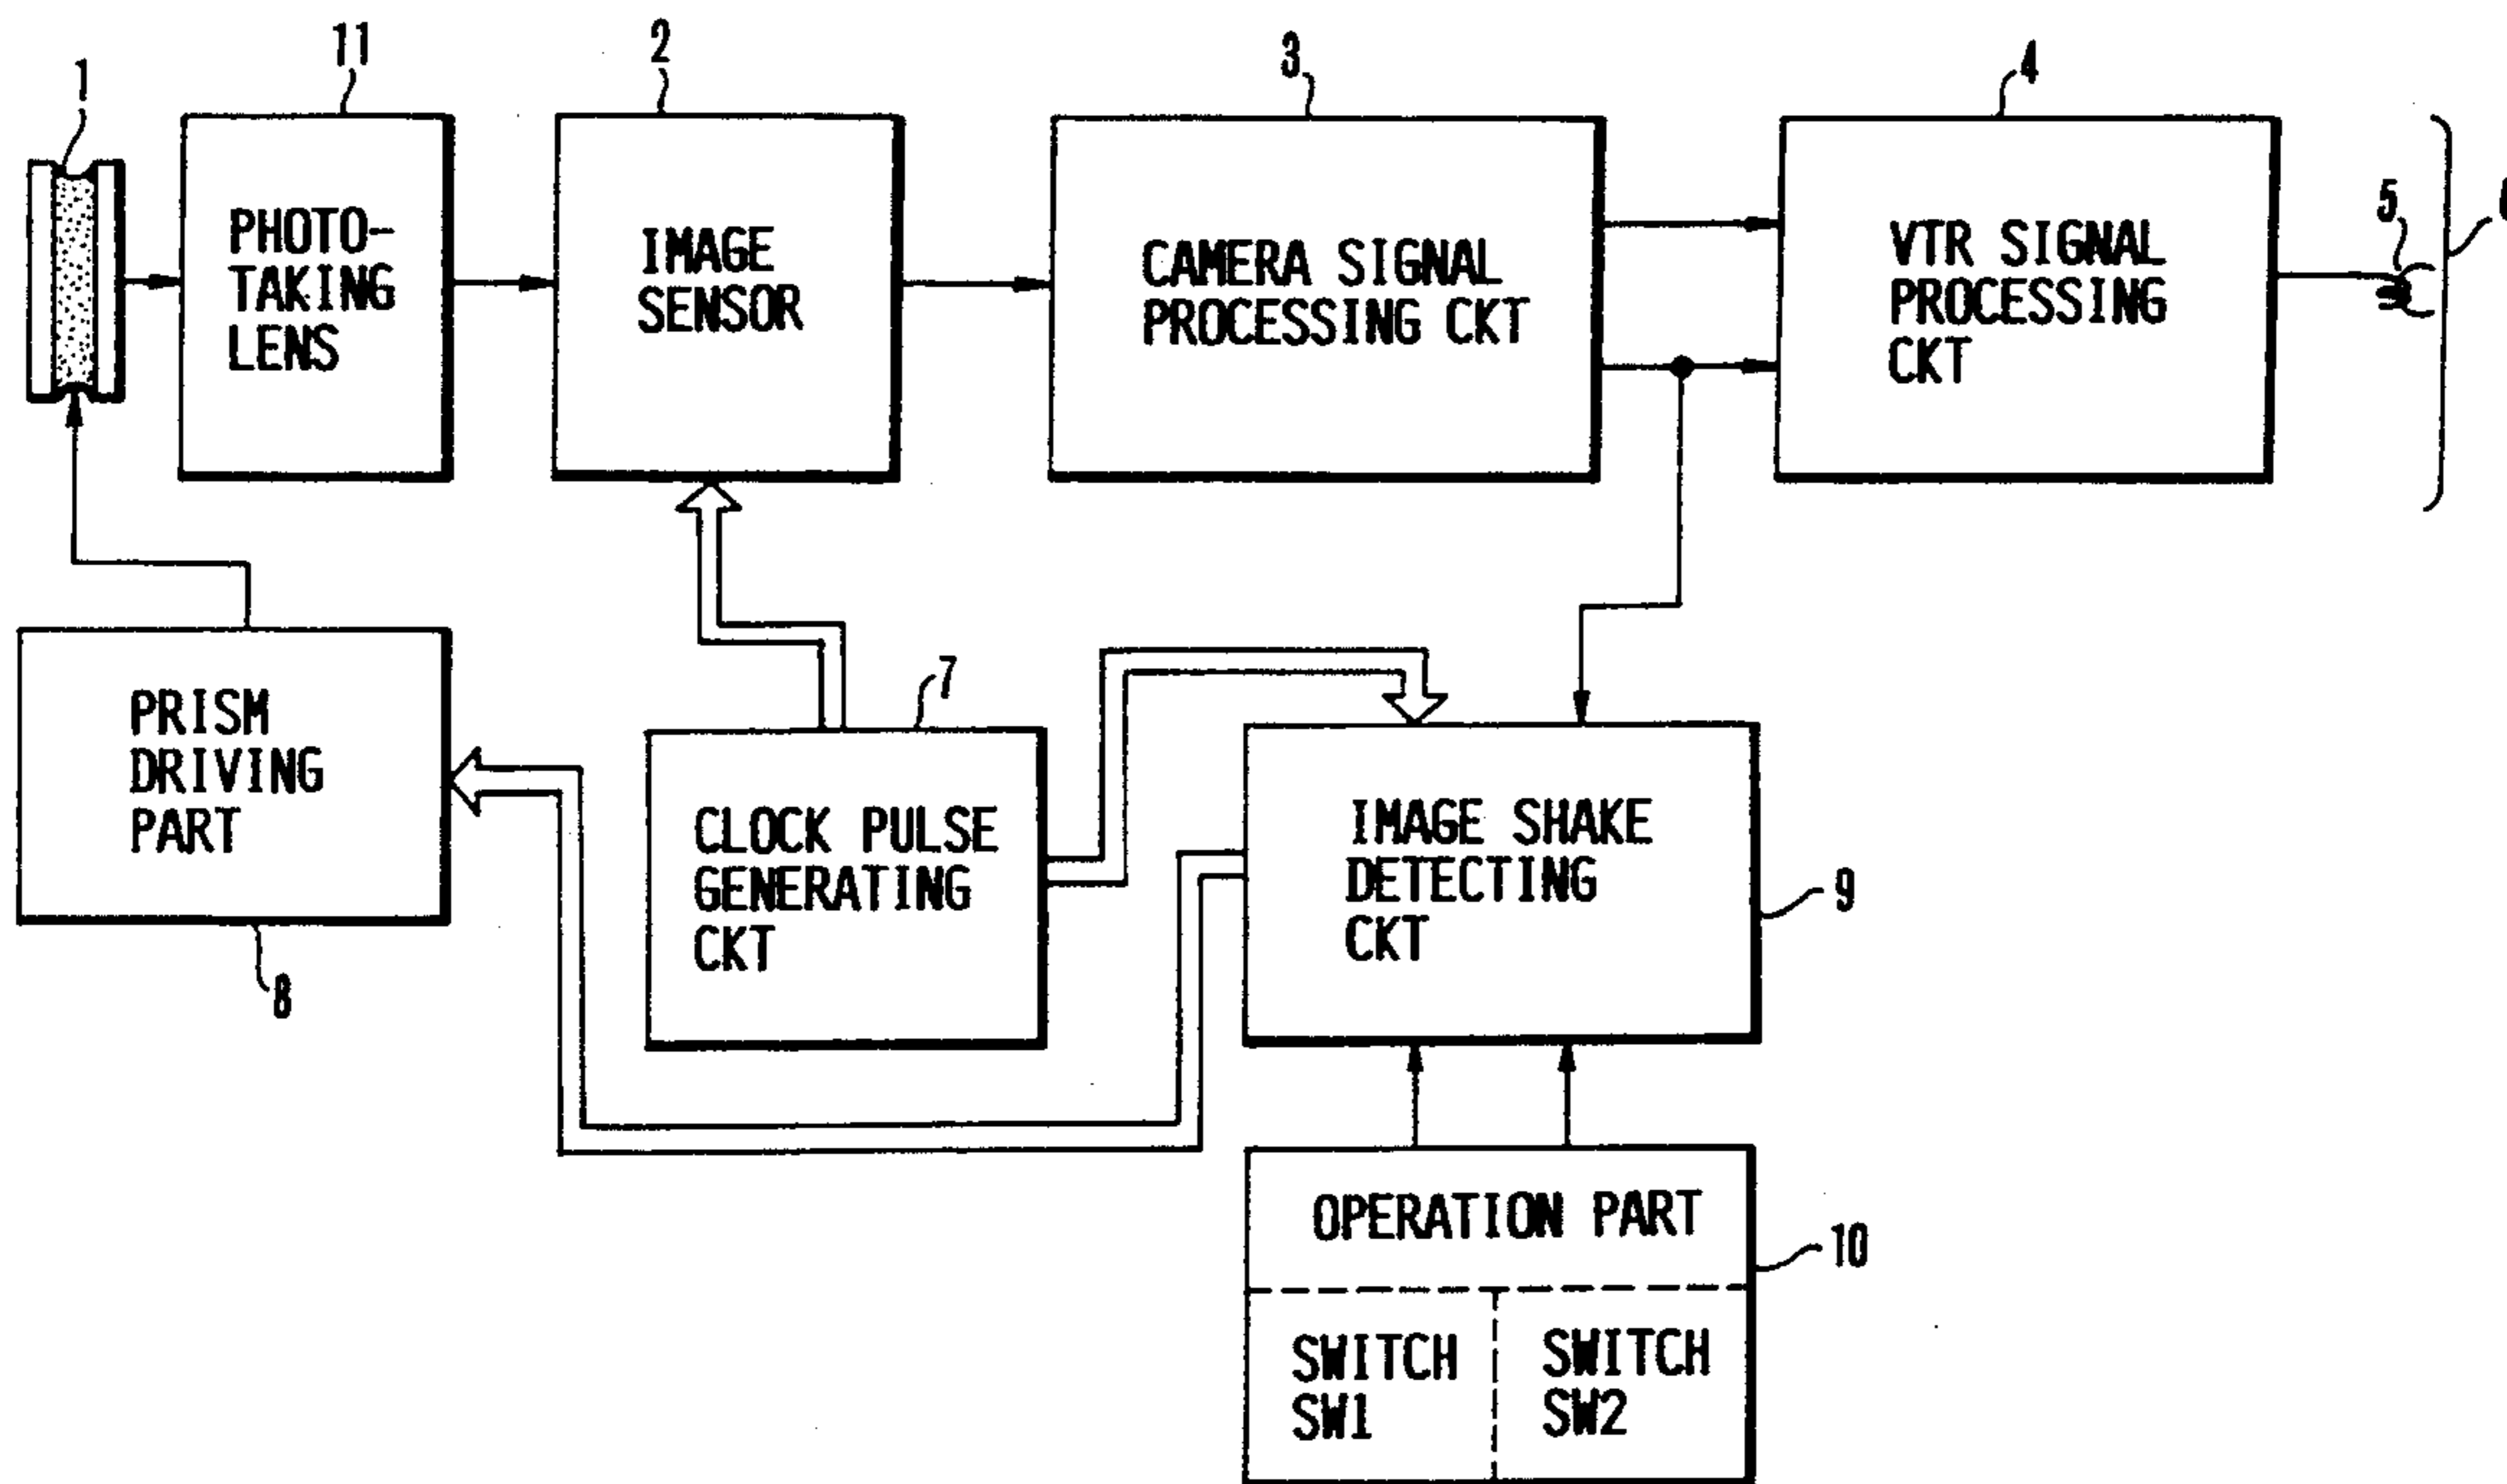 1
11
2
3
4
PHOTO-
TAKING
LENS
IMAGE
SENSOR
CAMERA SIGNAL
PROCESSING CKT
VTR SIGNAL
PROCESSING
CKT
5
7
PRISM
DRIVING
PART
8
CLOCK PULSE
GENERATING
CKT
IMAGE SHAKE
DETECTING
CKT
9
OPERATION PART
10
SWITCH
SW1
SWITCH
SW2